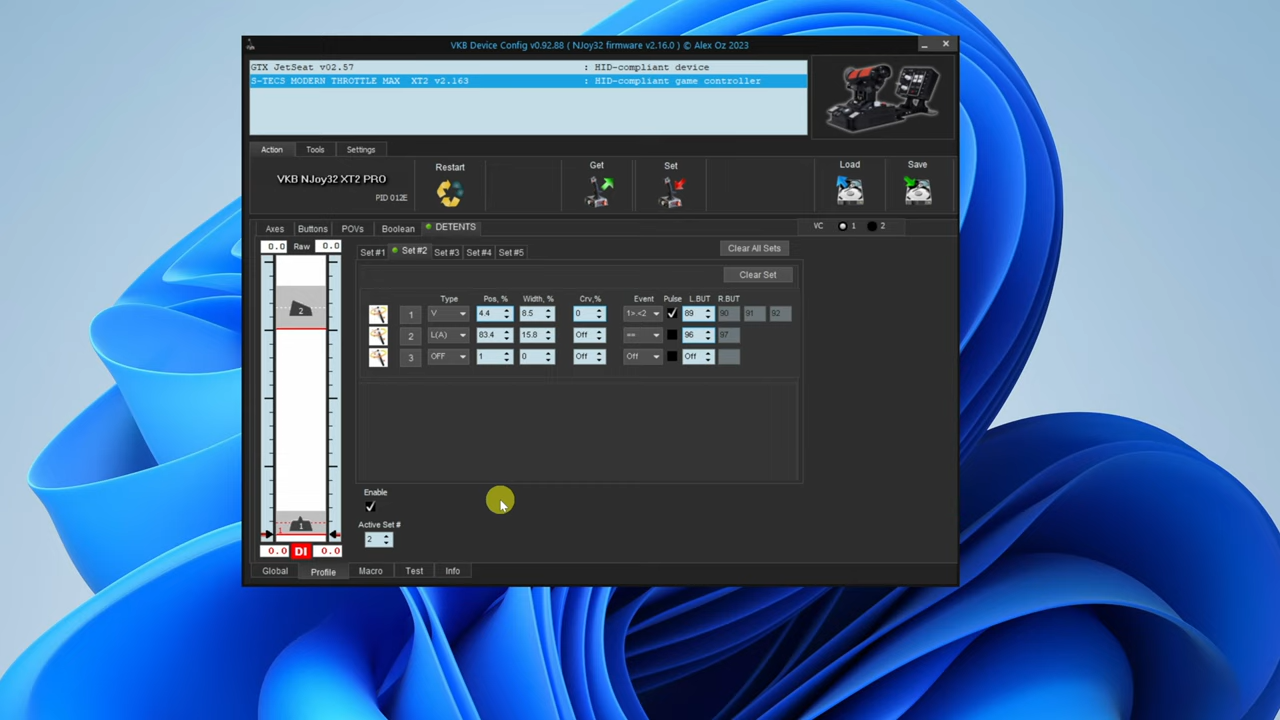 VKB Device Config v0.92.88 ( NJoy32 firmware v2.16.0 ) © Alex Oz 2023
GTX JetSeat v02.57 : HID-compliant device
S-TECS MODERN THROTTLE MAX XT2 v2.163 : HID-compliant game controller
Action Tools Settings
VKB NJoy32 XT2 PRO
PID 012E
Restart Get Set Load Save
Axes Buttons POVs Boolean DETENTS VC 1 2
0.0 Raw 0.0
Set #1 Set #2 Set #3 Set #4 Set #5 Clear All Sets
Clear Set
Type Pos, % Width, % Crv,% Event Pulse L.BUT R.BUT
1 V 4.4 8.5 0 1>.<2 89 90 91 92
2 L(A) 83.4 15.8 Off == 96 97
3 OFF 1 0 Off Off Off
2
1
1
Enable
Active Set #
2
0.0 DI 0.0
Global Profile Macro Test Info